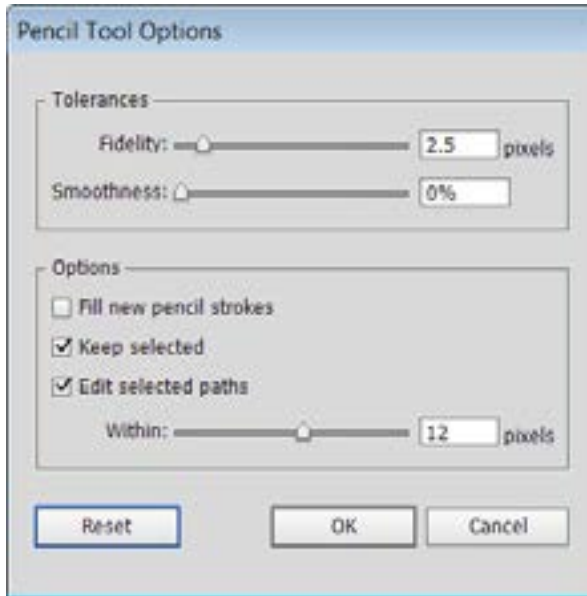 Pencil Tool Options
Tolerances
Fidelity: 2.5 pixels
Smoothness: 0%
Options
Fill new pencil strokes
Keep selected
Edit selected paths
Within: 12 pixels
Reset OK Cancel